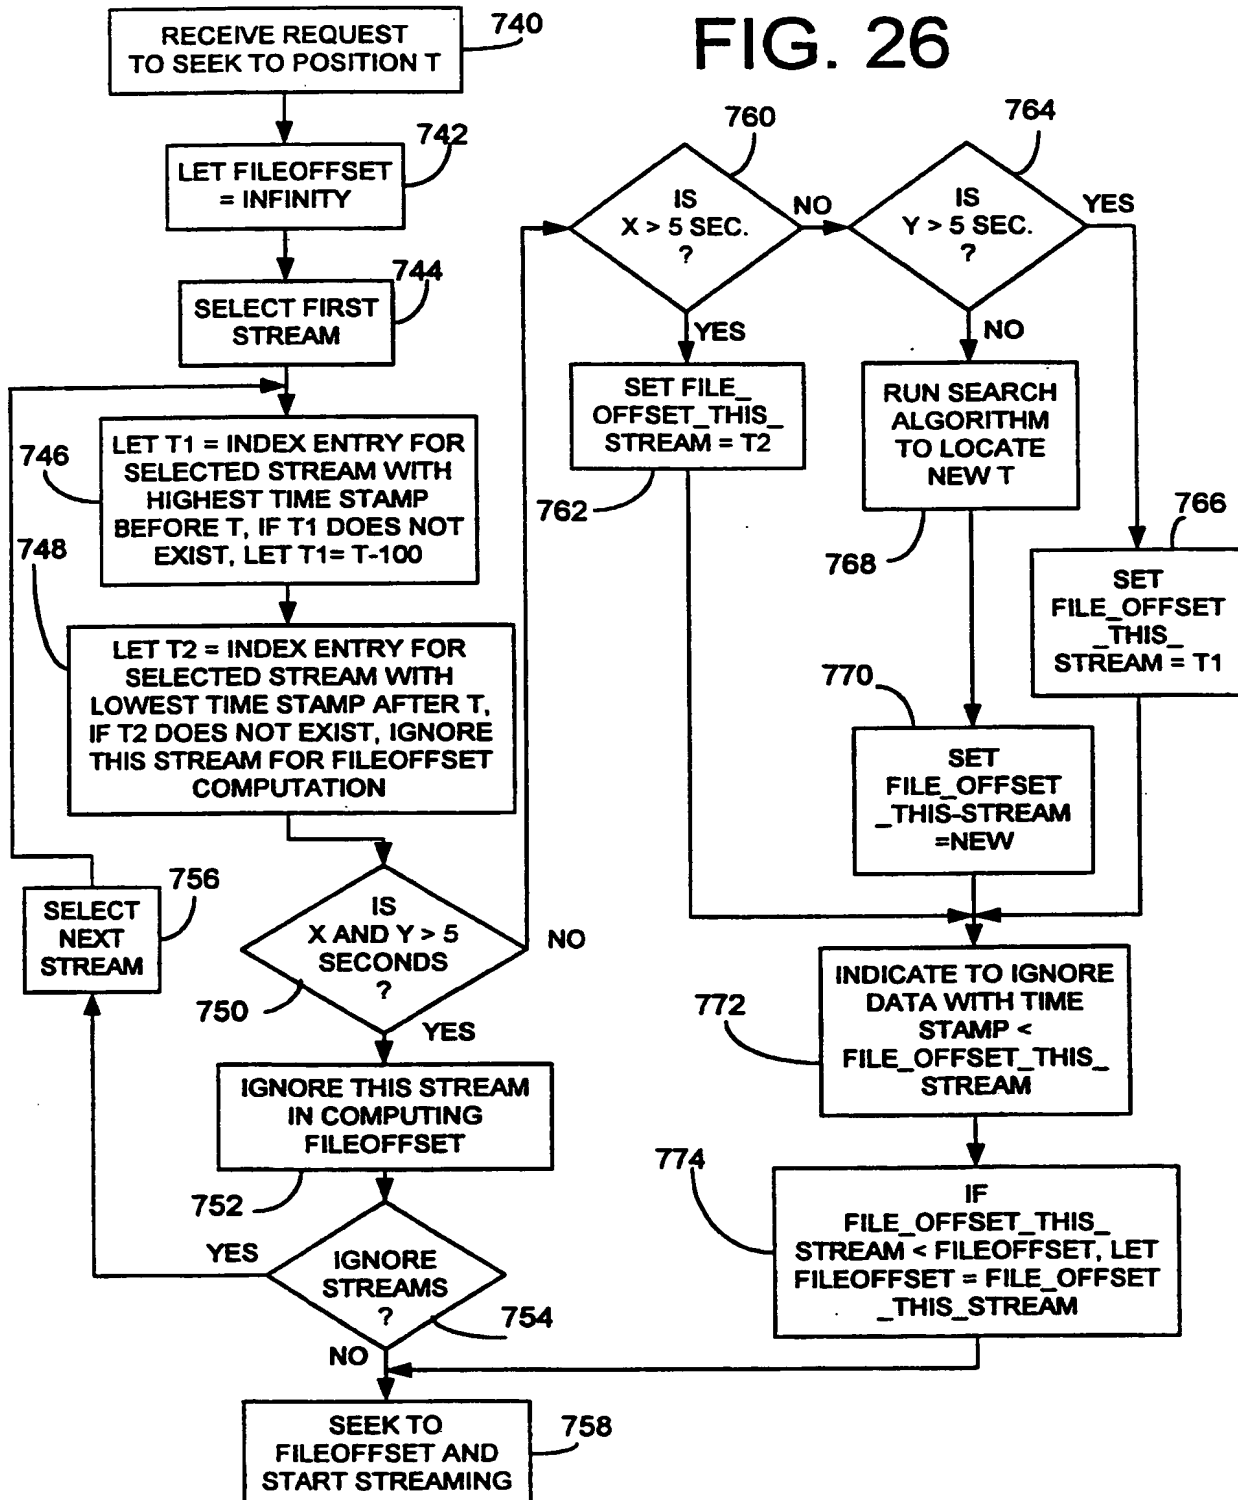 FIG. 26
RECEIVE REQUEST
TO SEEK TO POSITION T
740
LET FILEOFFSET
= INFINITY
742
SELECT FIRST
STREAM
744
LET T1 = INDEX ENTRY FOR
SELECTED STREAM WITH
HIGHEST TIME STAMP
BEFORE T, IF T1 DOES NOT
EXIST, LET T1= T-100
746
748
LET T2 = INDEX ENTRY FOR
SELECTED STREAM WITH
LOWEST TIME STAMP AFTER T,
IF T2 DOES NOT EXIST, IGNORE
THIS STREAM FOR FILEOFFSET
COMPUTATION
IS
X AND Y > 5
SECONDS
?
750
NO
YES
756
SELECT
NEXT
STREAM
IGNORE THIS STREAM
IN COMPUTING
FILEOFFSET
752
IGNORE
STREAMS
?
754
YES
NO
SEEK TO
FILEOFFSET AND
START STREAMING
758
760
IS
X > 5 SEC.
?
NO
YES
SET FILE_
OFFSET_THIS_
STREAM = T2
762
764
IS
Y > 5 SEC.
?
YES
NO
RUN SEARCH
ALGORITHM
TO LOCATE
NEW T
768
766
SET
FILE_OFFSET
_THIS_
STREAM = T1
770
SET
FILE_OFFSET
_THIS-STREAM
=NEW
INDICATE TO IGNORE
DATA WITH TIME
STAMP <
FILE_OFFSET_THIS_
STREAM
772
774
IF
FILE_OFFSET_THIS_
STREAM < FILEOFFSET, LET
FILEOFFSET = FILE_OFFSET
_THIS_STREAM